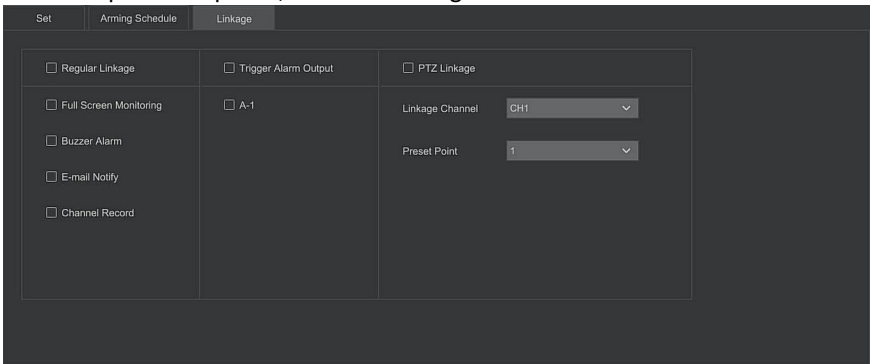 Set
Arming Schedule
Linkage
Regular Linkage
Trigger Alarm Output
PTZ Linkage
Full Screen Monitoring
A-1
Linkage Channel
CH1
Buzzer Alarm
Preset Point
1
E-mail Notify
Channel Record